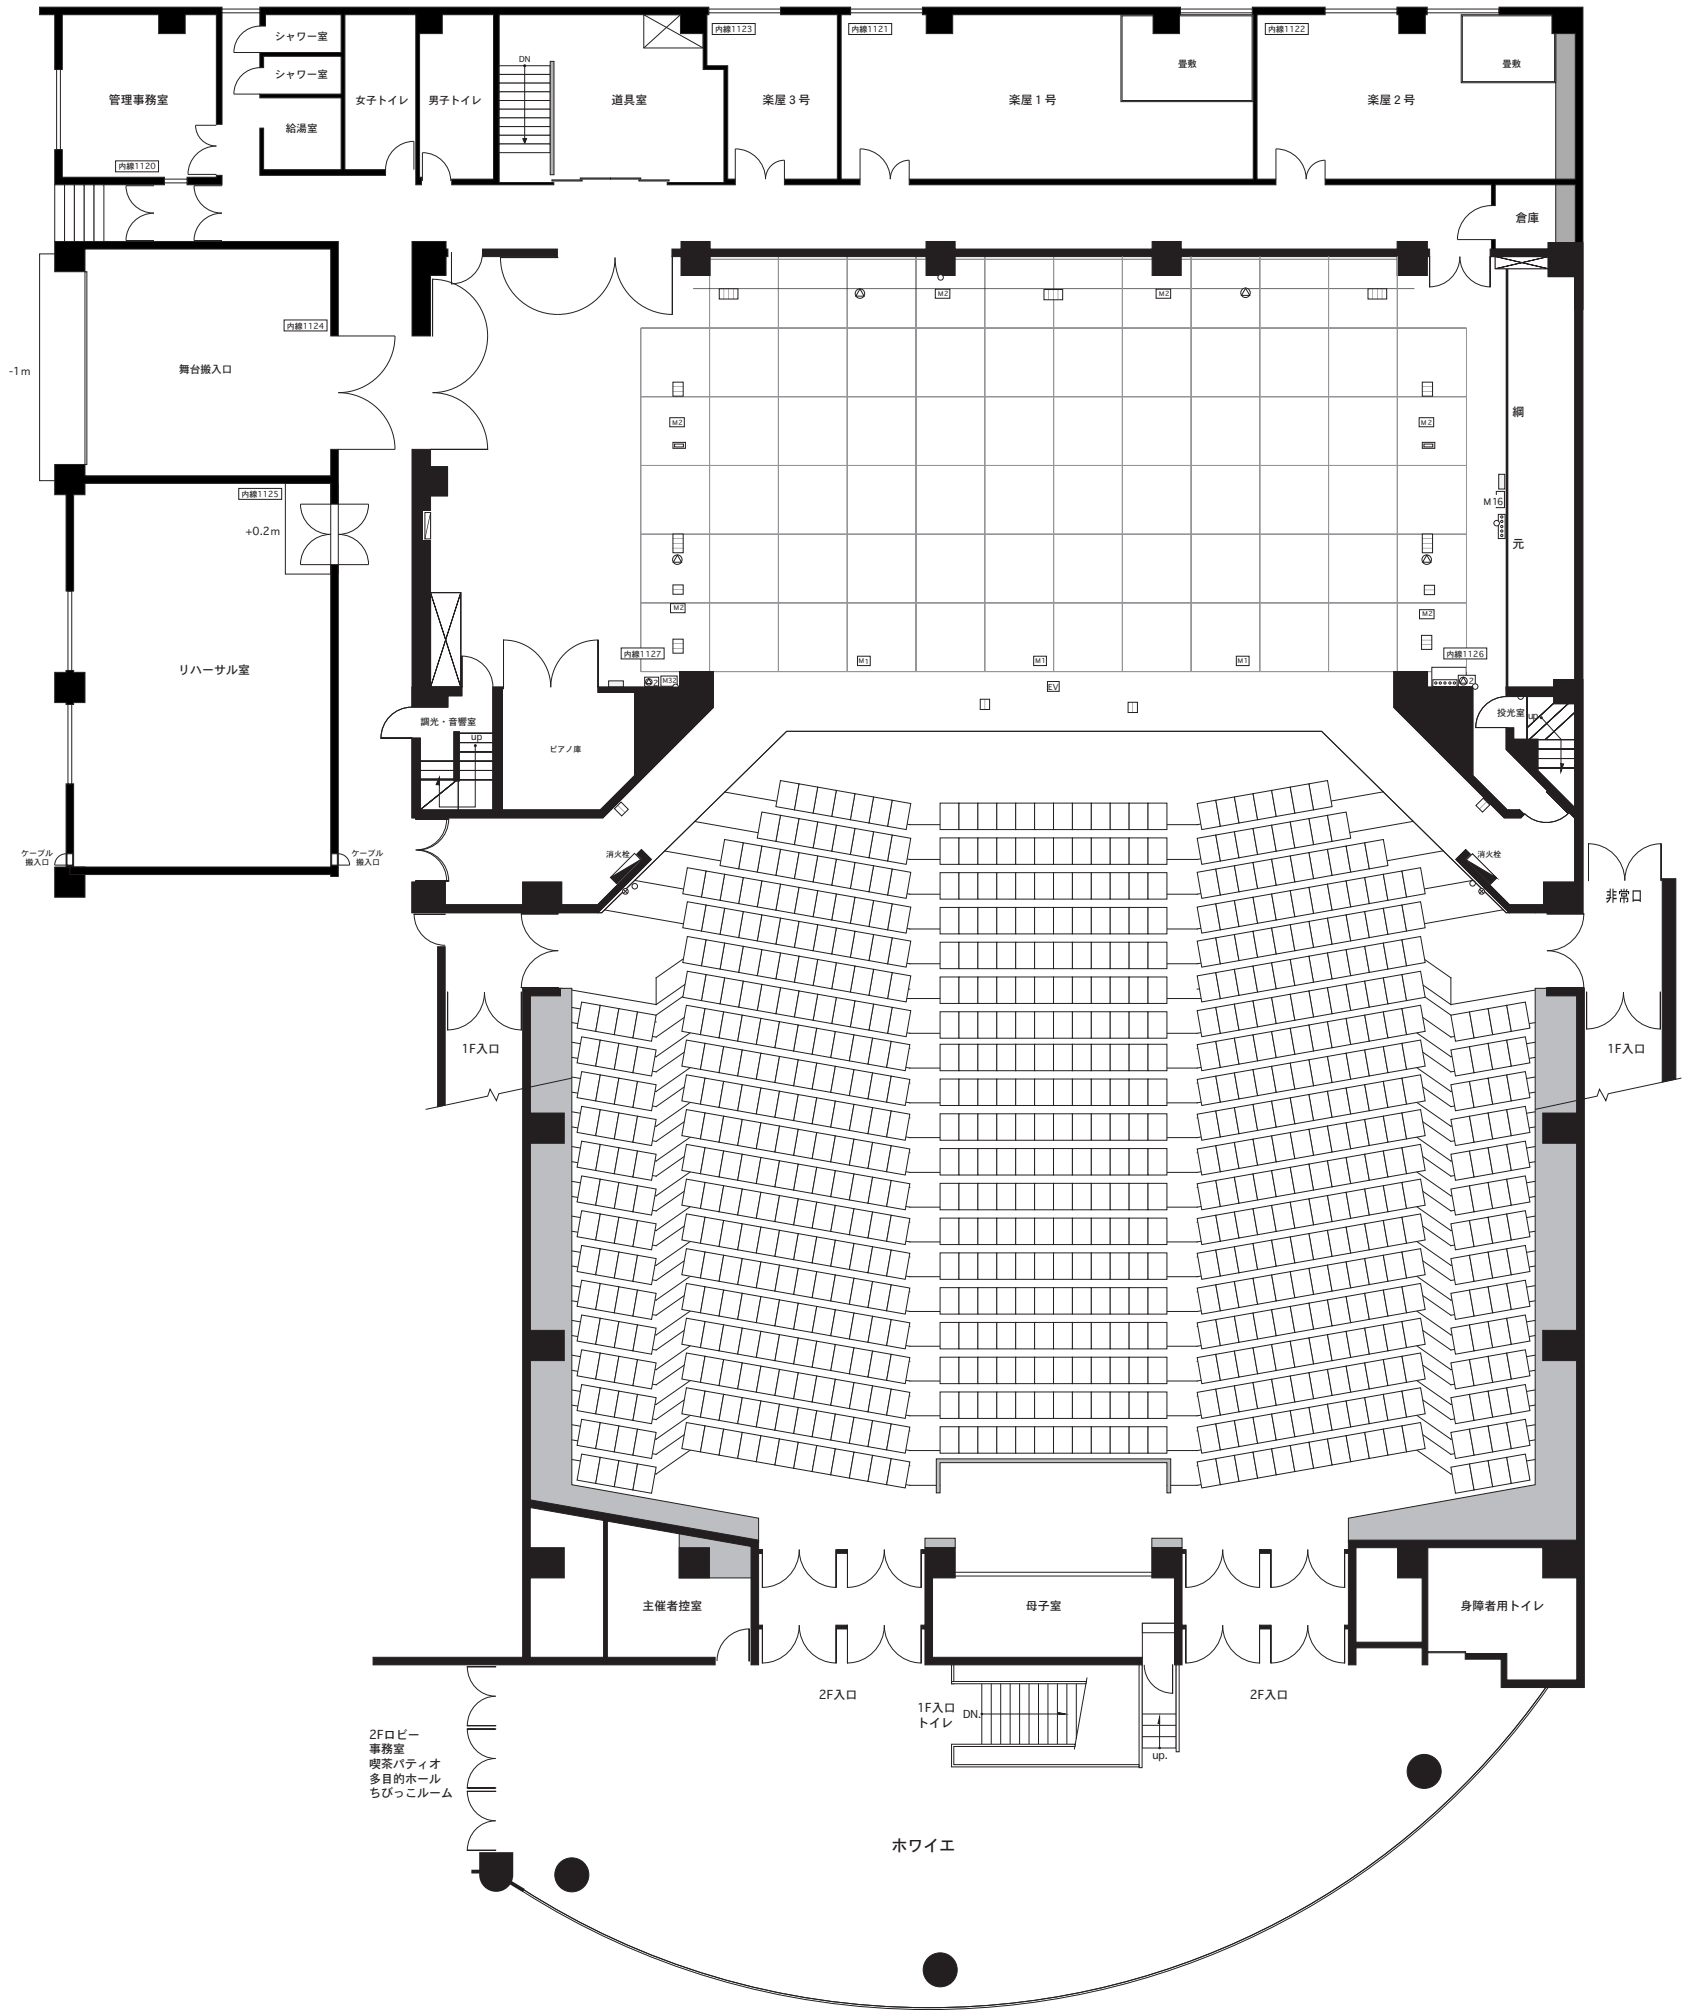 シャワー室
シャワー室
管理事務室
給湯室
内線1120
女子トイレ
男子トイレ
DN
道具室
内線1123
楽屋3号
内線1121
楽屋1号
畳敷
内線1122
楽屋2号
畳敷
倉庫
-1m
内線1124
舞台搬入口
内線1125
+0.2m
リハーサル室
ケーブル
搬入口
ケーブル
搬入口
M2
M2
M2
M2
M2
M2
綱
元
M16
内線1127
M32
M1
M1
M1
EV
内線1126
調光・音響室
up
ピアノ庫
投光室
up
消火栓
消火栓
非常口
1F入口
1F入口
主催者控室
母子室
身障者用トイレ
2F入口
1F入口
トイレ
DN.
up.
2F入口
2Fロビー
事務室
喫茶パティオ
多目的ホール
ちびっこルーム
ホワイエ